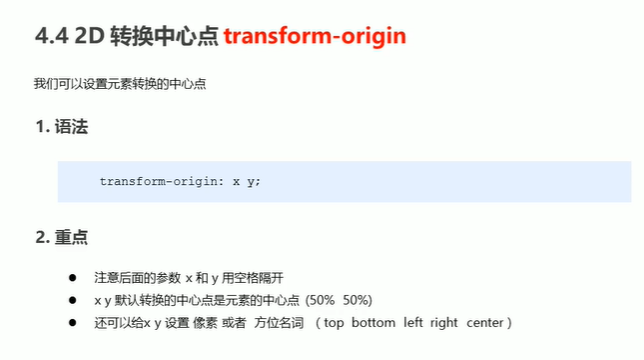 4.4 2D 转换中心点 transform-origin
我们可以设置元素转换的中心点
1. 语法
transform-origin: x y;
2. 重点
● 注意后面的参数 x 和 y 用空格隔开
● x y 默认转换的中心点是元素的中心点 (50% 50%)
● 还可以给x y 设置 像素 或者 方位名词 （ top bottom left right center ）